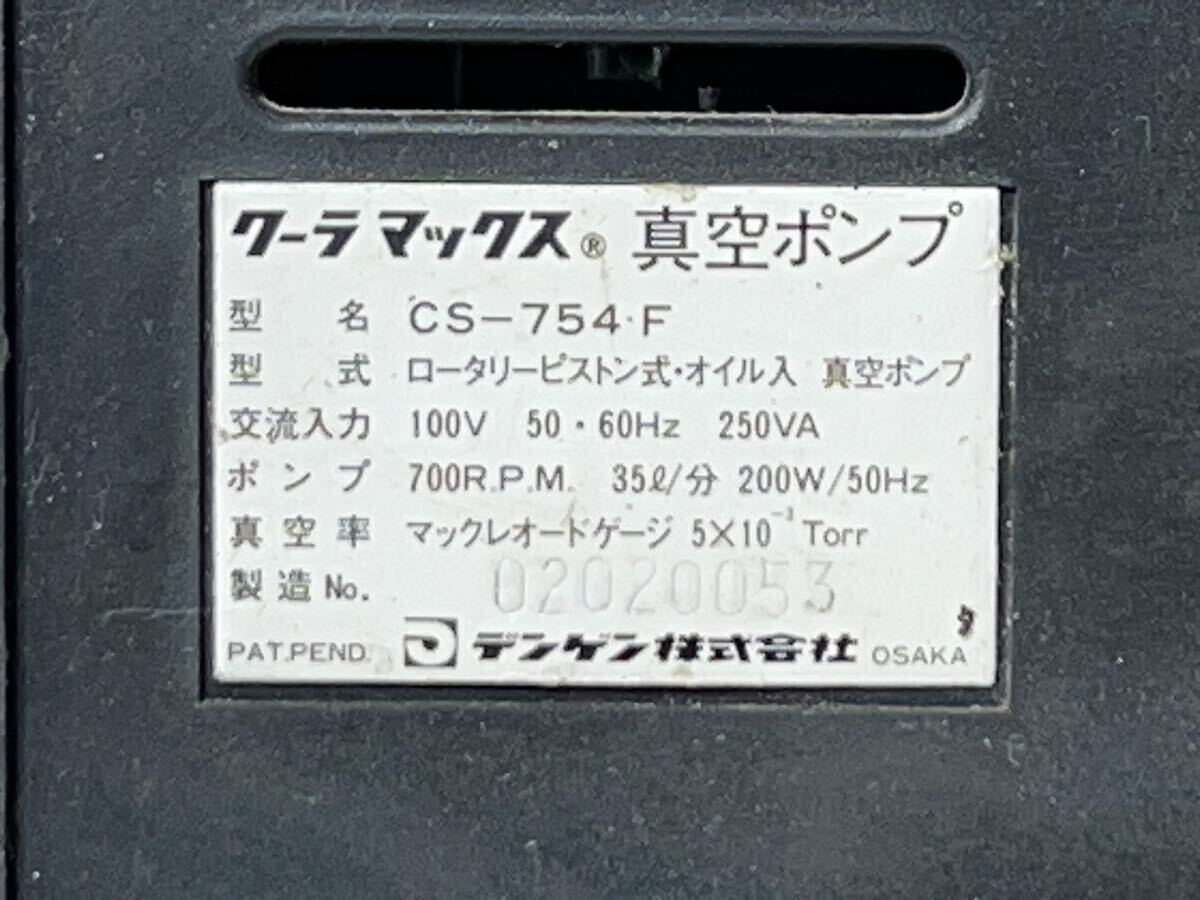 クーラマックス® 真空ポンプ
型名 CS-754·F
型式 ロータリーピストン式・オイル入 真空ポンプ
交流入力 100V 50・60Hz 250VA
ポンプ 700R.P.M. 35ℓ/分 200W/50Hz
真空率 マックレオードゲージ 5×10⁻³ Torr
製造No. 02020053
PAT.PEND. デンゲン株式会社 OSAKA タ